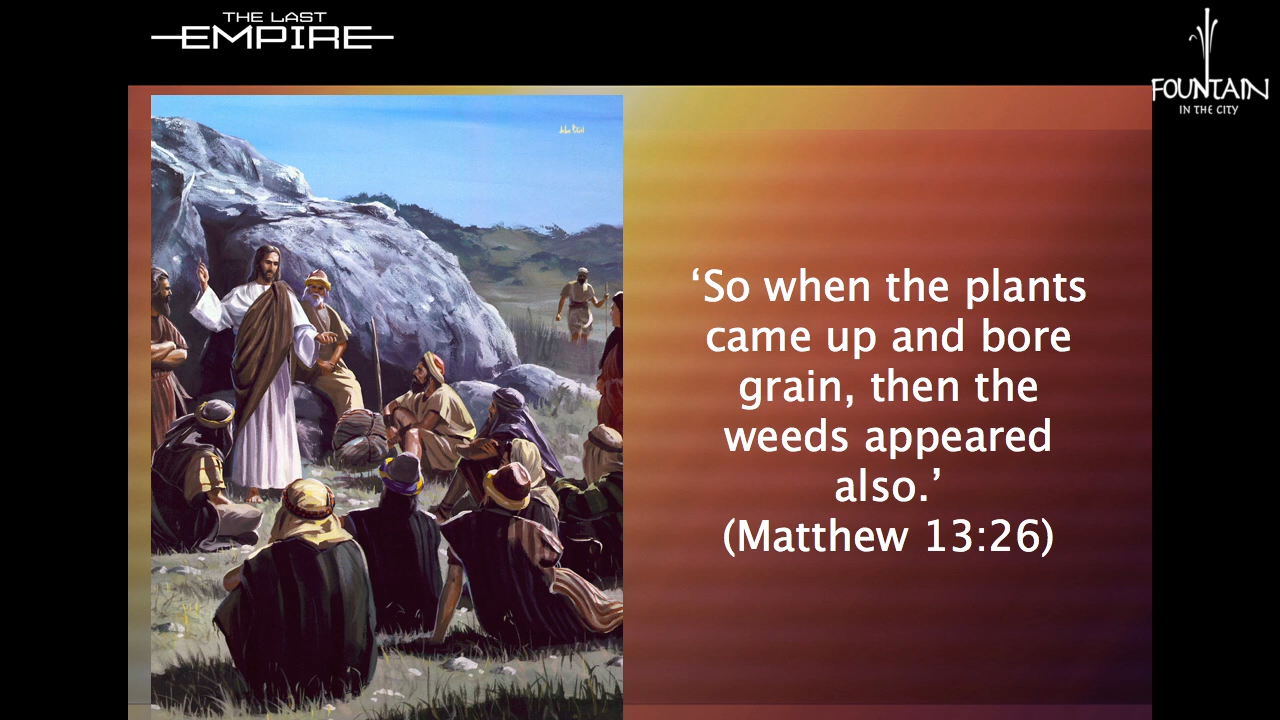 THE LAST
EMPIRE
FOUNTAIN
IN THE CITY
‘So when the plants
came up and bore
grain, then the
weeds appeared
also.’
(Matthew 13:26)